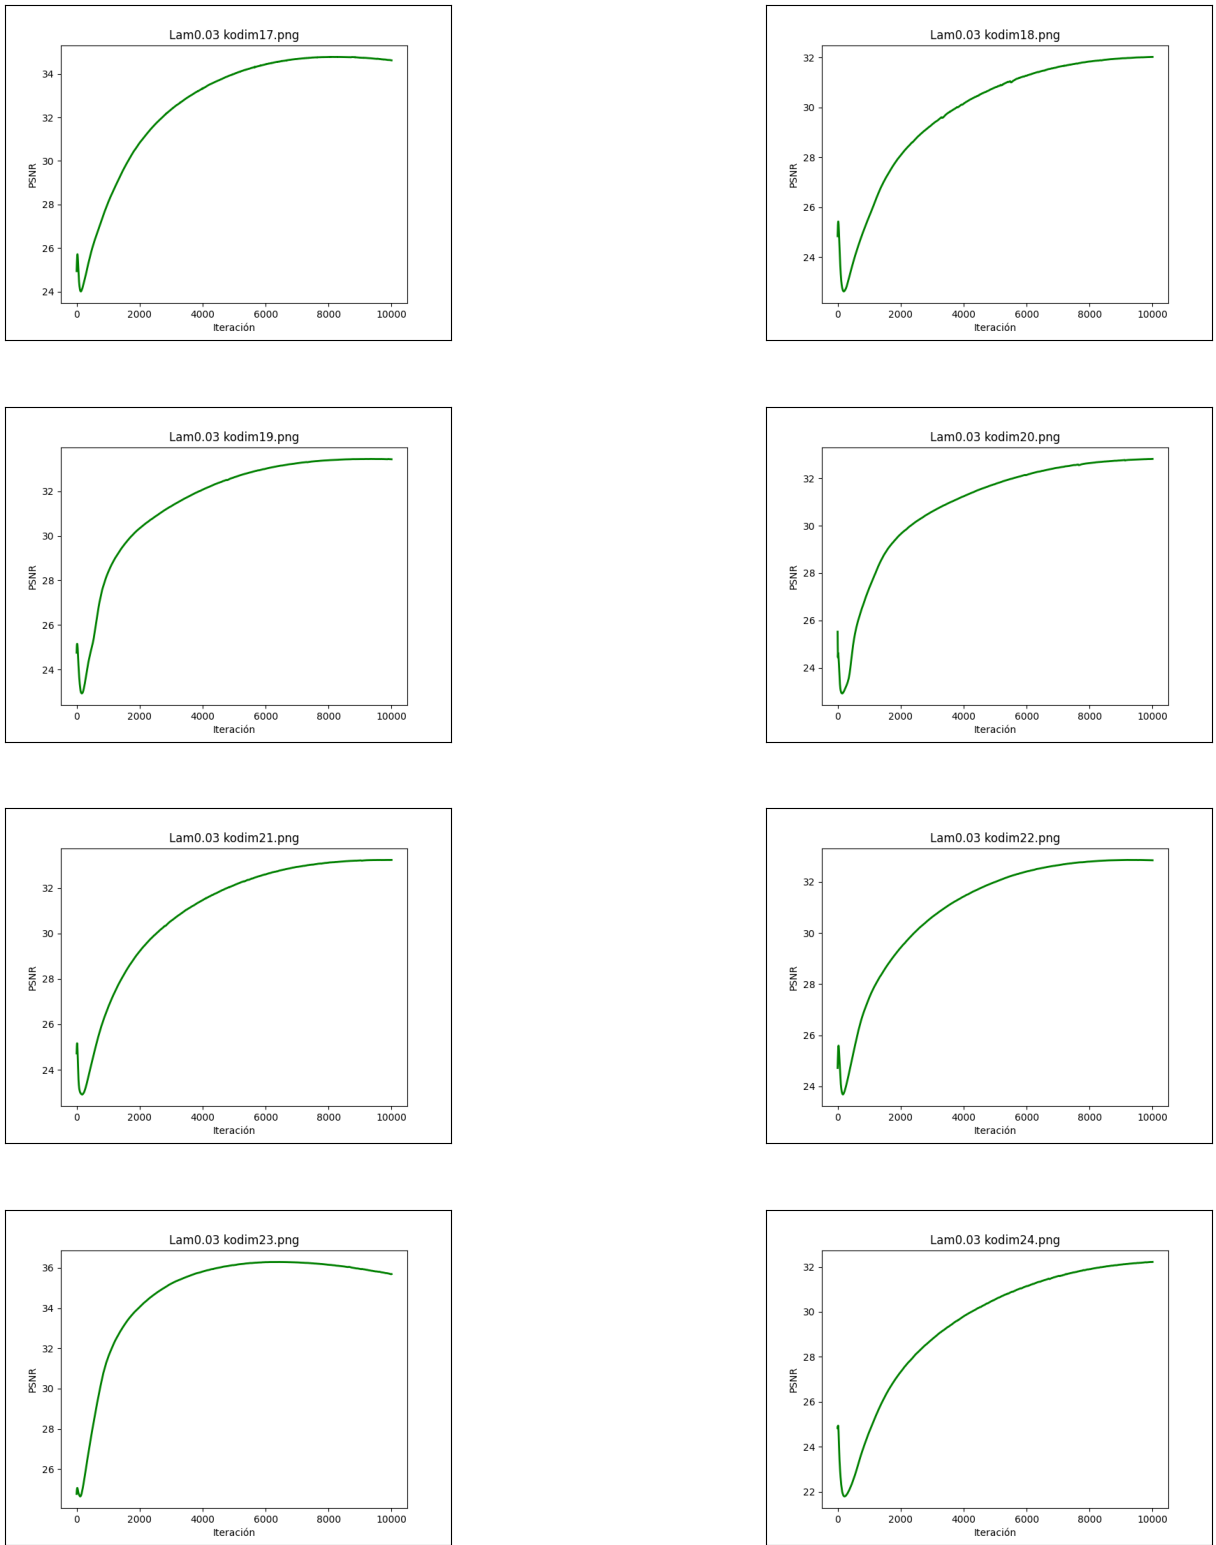 Lam0.03 kodim17.png
PSNR
34
32
30
28
26
24
0 2000 4000 6000 8000 10000
Iteración
Lam0.03 kodim18.png
PSNR
32
30
28
26
24
0 2000 4000 6000 8000 10000
Iteración
Lam0.03 kodim19.png
PSNR
32
30
28
26
24
0 2000 4000 6000 8000 10000
Iteración
Lam0.03 kodim20.png
PSNR
32
30
28
26
24
0 2000 4000 6000 8000 10000
Iteración
Lam0.03 kodim21.png
PSNR
32
30
28
26
24
0 2000 4000 6000 8000 10000
Iteración
Lam0.03 kodim22.png
PSNR
32
30
28
26
24
0 2000 4000 6000 8000 10000
Iteración
Lam0.03 kodim23.png
PSNR
36
34
32
30
28
26
0 2000 4000 6000 8000 10000
Iteración
Lam0.03 kodim24.png
PSNR
32
30
28
26
24
22
0 2000 4000 6000 8000 10000
Iteración